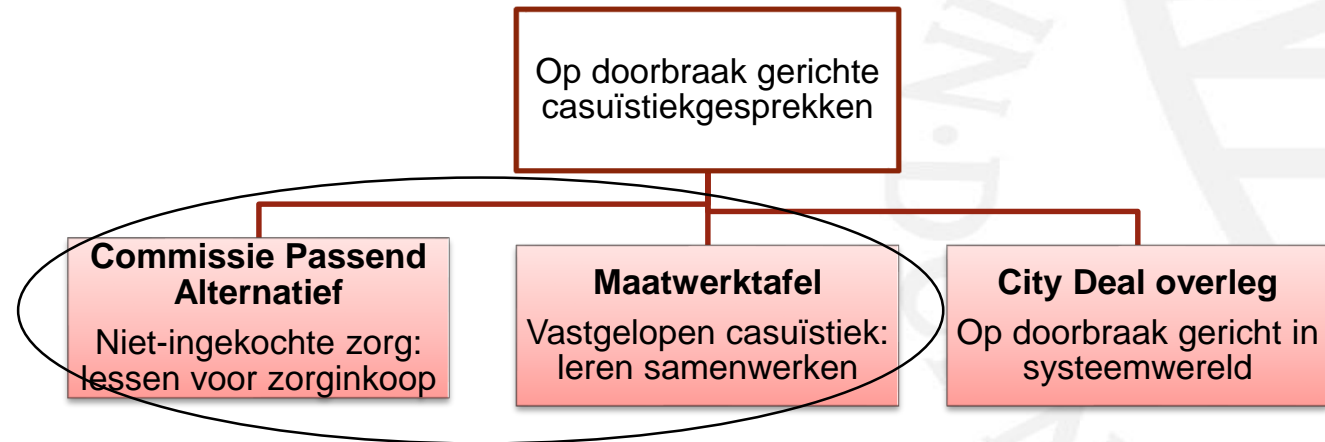 Op doorbraak gerichte
casuïstiekgesprekken
Commissie Passend
Alternatief
Niet-ingekochte zorg:
lessen voor zorginkoop
Maatwerktafel
Vastgelopen casuïstiek:
leren samenwerken
City Deal overleg
Op doorbraak gericht in
systeemwereld